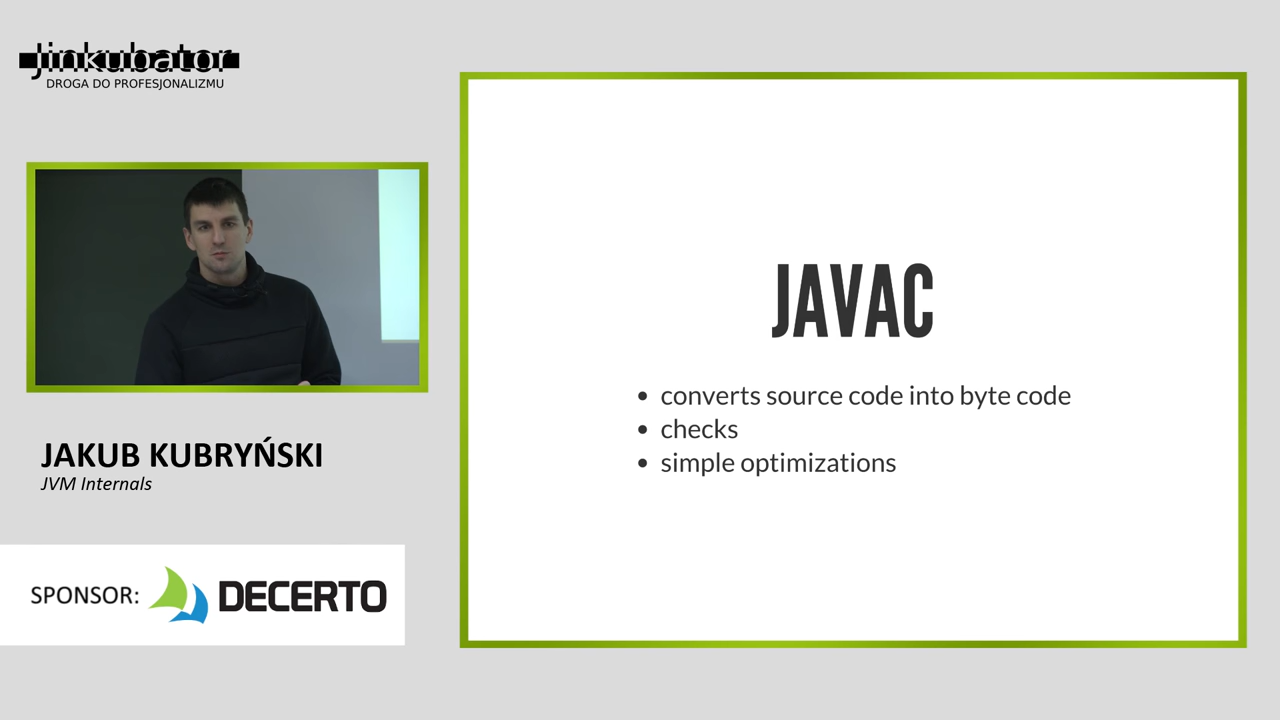 Jinkubator
DROGA DO PROFESJONALIZMU
JAKUB KUBRYŃSKI
JVM Internals
SPONSOR: DECERTO
JAVAC
• converts source code into byte code
• checks
• simple optimizations